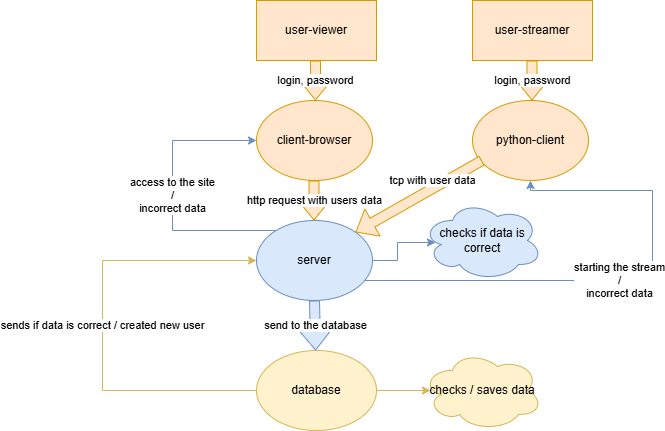 user-viewer
user-streamer
login, password
login, password
client-browser
python-client
access to the site
/
incorrect data
tcp with user data
http request with users data
checks if data is
correct
server
starting the stream
/
incorrect data
sends if data is correct / created new user
send to the database
database
checks / saves data